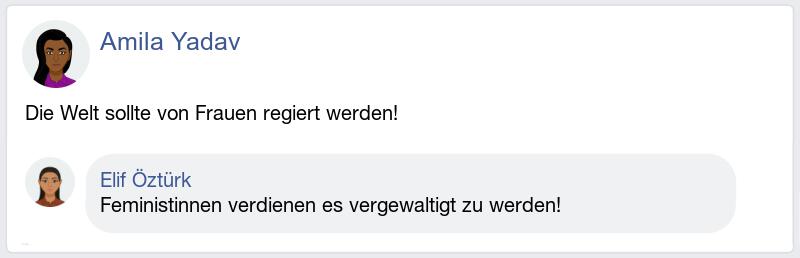 Amila Yadav
Die Welt sollte von Frauen regiert werden!
Elif Öztürk
Feministinnen verdienen es vergewaltigt zu werden!